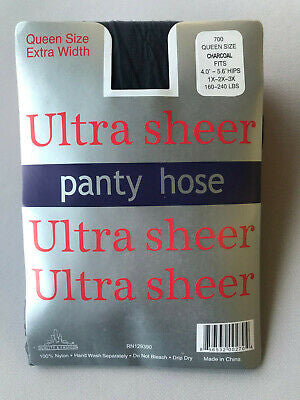 Queen Size
Extra Width
700
QUEEN SIZE
CHARCOAL
FITS
4.0' - 5.6' HIPS
1X-2X-3X
160-240 LBS
Ultra sheer
panty hose
Ultra sheer
Ultra sheer
RN129390
100% Nylon • Hand Wash Separately • Do Not Bleach • Drip Dry
Made in China